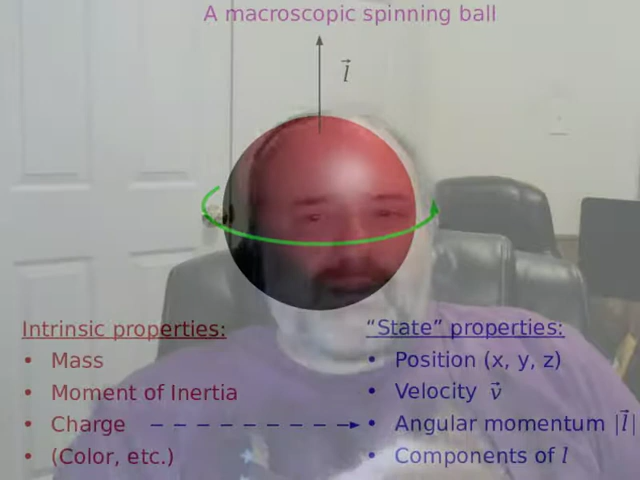 A macroscopic spinning ball
l⃗
Intrinsic properties:
• Mass
• Moment of Inertia
• Charge
• (Color, etc.)
“State” properties:
• Position (x, y, z)
• Velocity v⃗
• Angular momentum |l⃗|
• Components of l